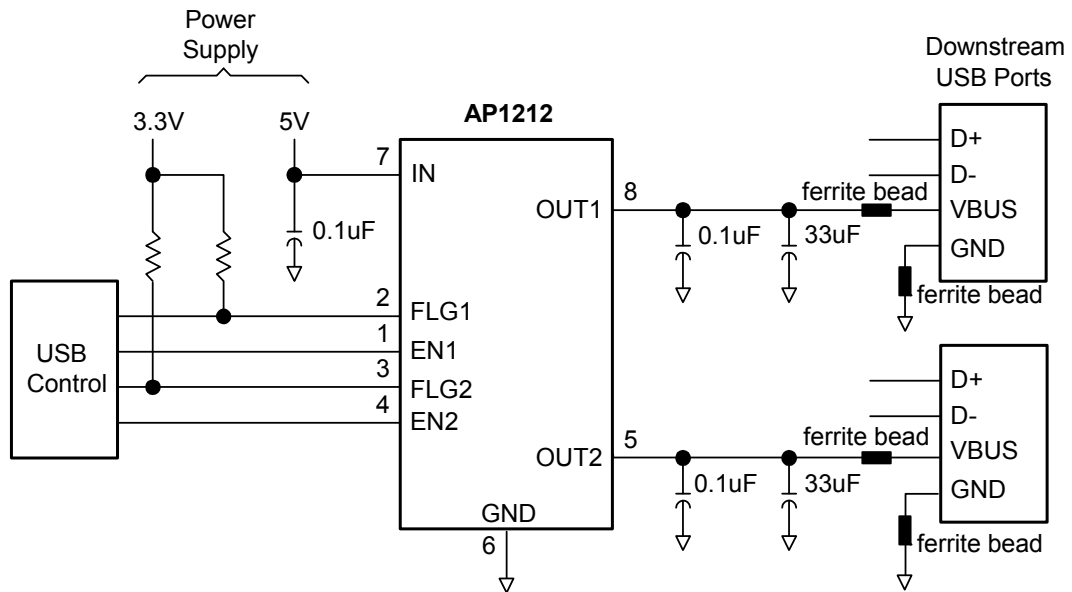 Power
Supply
3.3V
5V
AP1212
Downstream
USB Ports
7
IN
0.1uF
OUT1
8
0.1uF
33uF
ferrite bead
D+
D-
VBUS
GND
ferrite bead
USB
Control
2
FLG1
1
EN1
3
FLG2
4
EN2
OUT2
5
0.1uF
33uF
ferrite bead
D+
D-
VBUS
GND
ferrite bead
GND
6